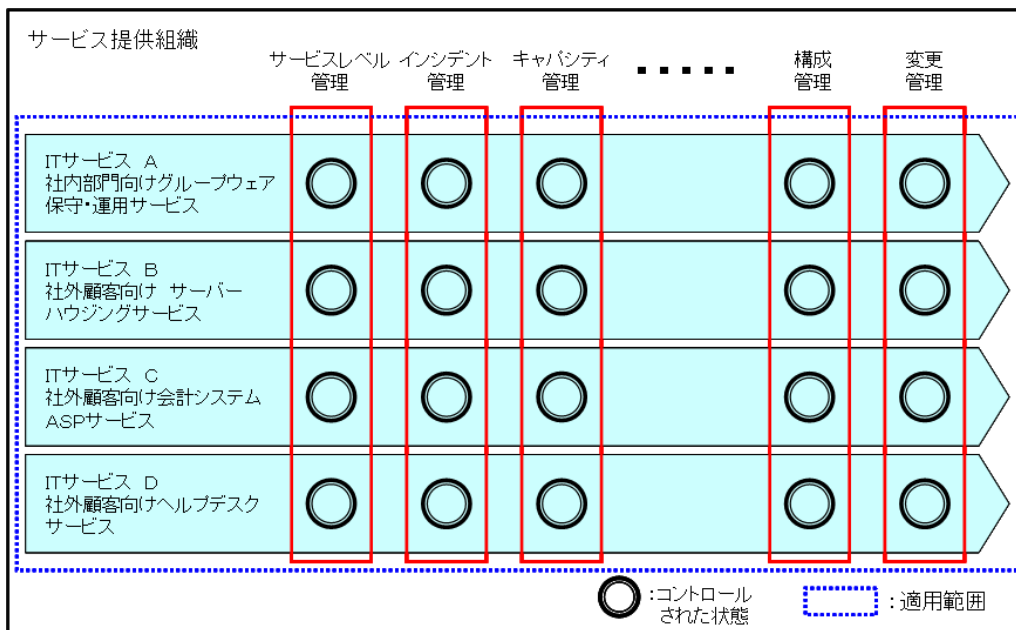 サービス提供組織
サービスレベル
管理
インシデント
管理
キャパシティ
管理
・・・・・
構成
管理
変更
管理
ITサービス A
社内部門向けグループウェア
保守・運用サービス
ITサービス B
社外顧客向け サーバー
ハウジングサービス
ITサービス C
社外顧客向け会計システム
ASPサービス
ITサービス D
社外顧客向けヘルプデスク
サービス
:コントロール
された状態
:適用範囲